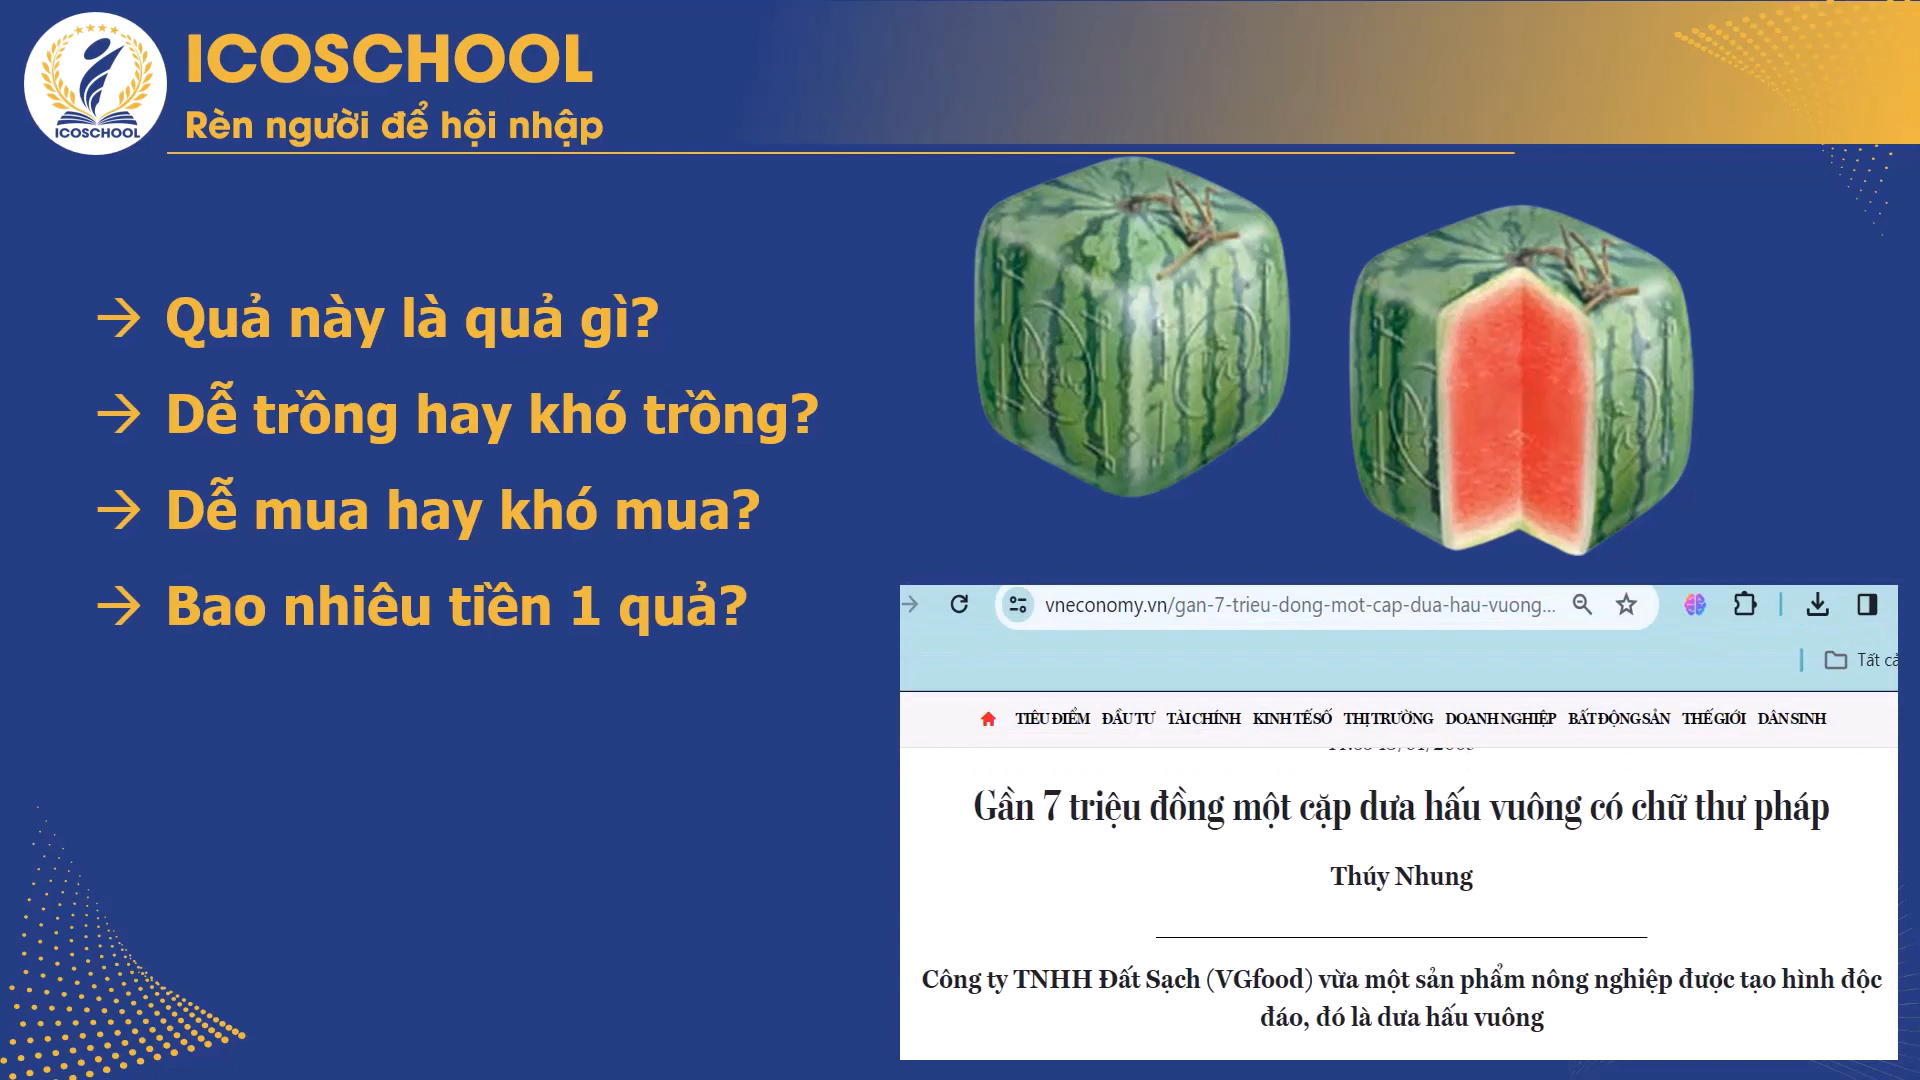 ICOSCHOOL
ICOSCHOOL
Rèn người để hội nhập
Quả này là quả gì?
Dễ trồng hay khó trồng?
Dễ mua hay khó mua?
Bao nhiêu tiền 1 quả?
vneconomy.vn/gan-7-trieu-dong-mot-cap-dua-hau-vuong...
Tất cả
TIÊU ĐIỂM ĐẦU TƯ TÀI CHÍNH KINH TẾ SỐ THỊ TRƯỜNG DOANH NGHIỆP BẤT ĐỘNG SẢN THẾ GIỚI DÂN SINH
Gần 7 triệu đồng một cặp dưa hấu vuông có chữ thư pháp
Thúy Nhung
Công ty TNHH Đất Sạch (VGfood) vừa một sản phẩm nông nghiệp được tạo hình độc
đáo, đó là dưa hấu vuông